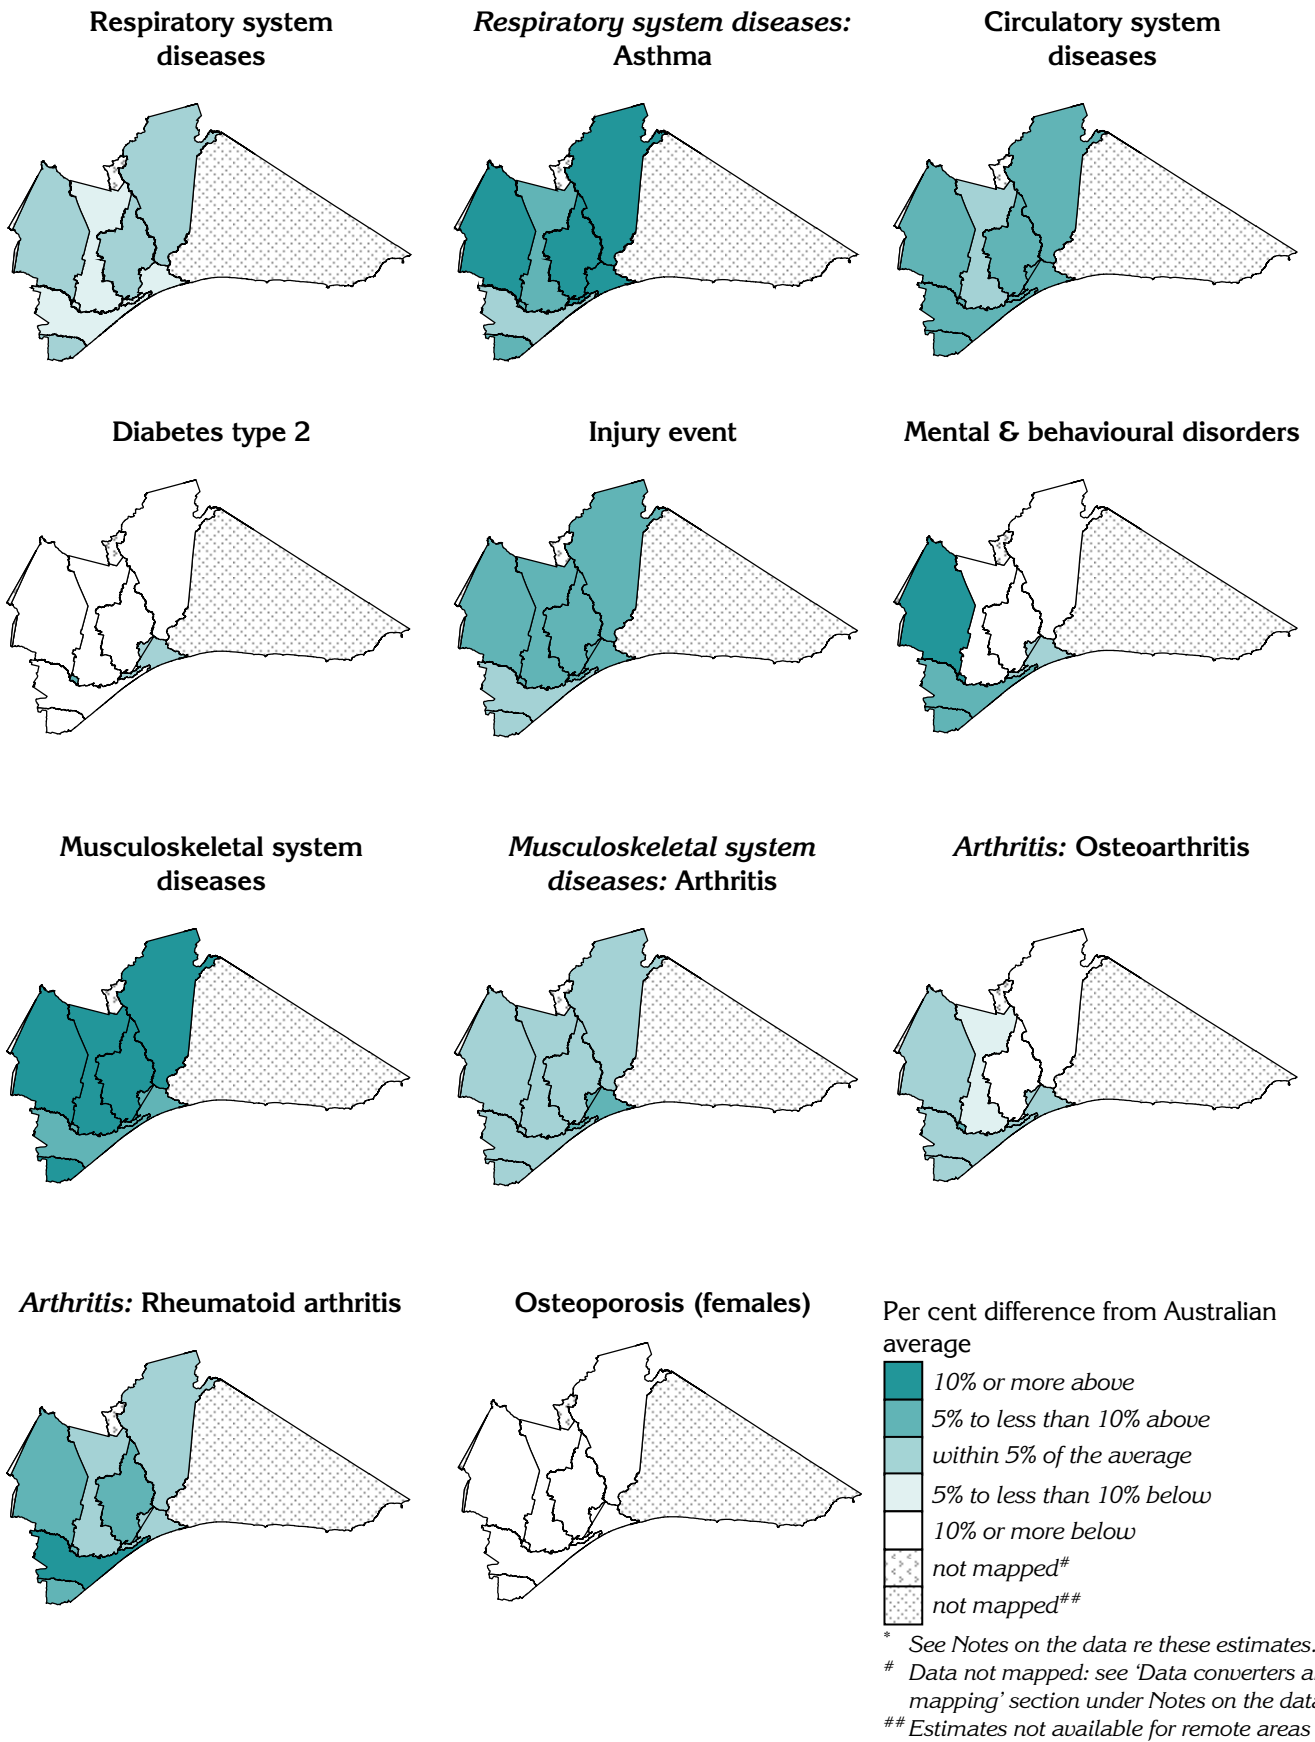 Respiratory system
diseases
Respiratory system diseases:
Asthma
Circulatory system
diseases
Diabetes type 2
Injury event
Mental & behavioural disorders
Musculoskeletal system
diseases
Musculoskeletal system
diseases: Arthritis
Arthritis: Osteoarthritis
Arthritis: Rheumatoid arthritis
Osteoporosis (females)
Per cent difference from Australian
average
10% or more above
5% to less than 10% above
within 5% of the average
5% to less than 10% below
10% or more below
not mapped#
not mapped##
* See Notes on the data re these estimates.
# Data not mapped: see ‘Data converters a
mapping’ section under Notes on the data
## Estimates not available for remote areas